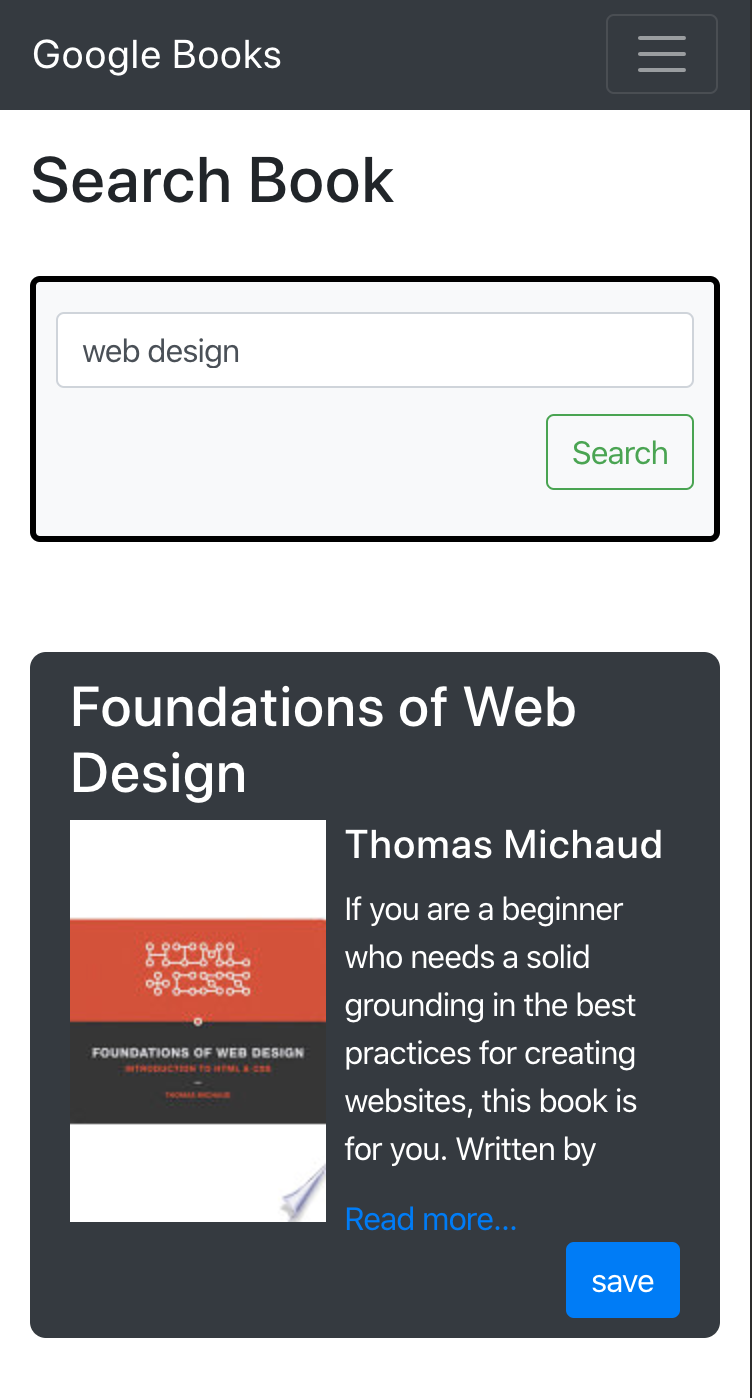 Google Books
Search Book
web design
Search
Foundations of Web
Design
HTML
+CSS
FOUNDATIONS OF WEB DESIGN
INTRODUCTION TO HTML & CSS
THOMAS MICHAUD
Thomas Michaud
If you are a beginner
who needs a solid
grounding in the best
practices for creating
websites, this book is
for you. Written by
Read more...
save